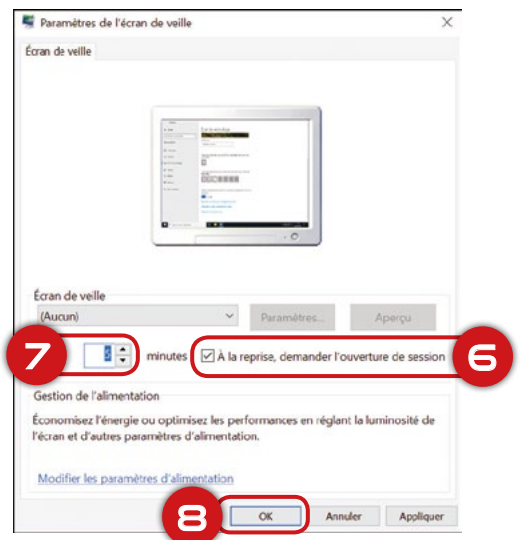 Paramètres de l'écran de veille
Écran de veille
Écran de veille
(Aucun)
Paramètres...
Aperçu
7
5
minutes
À la reprise, demander l'ouverture de session
6
Gestion de l'alimentation
Économisez l'énergie ou optimisez les performances en réglant la luminosité de
l'écran et d'autres paramètres d'alimentation.
Modifier les paramètres d'alimentation
8
OK
Annuler
Appliquer